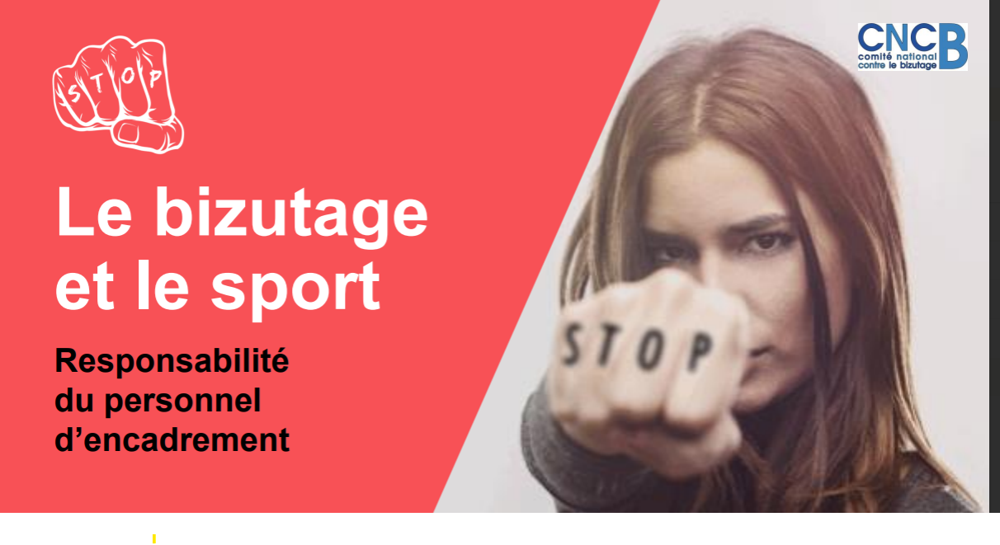 STOP
CNCB
comité national
contre le bizutage
Le bizutage
et le sport
STOP
Responsabilité
du personnel
d’encadrement